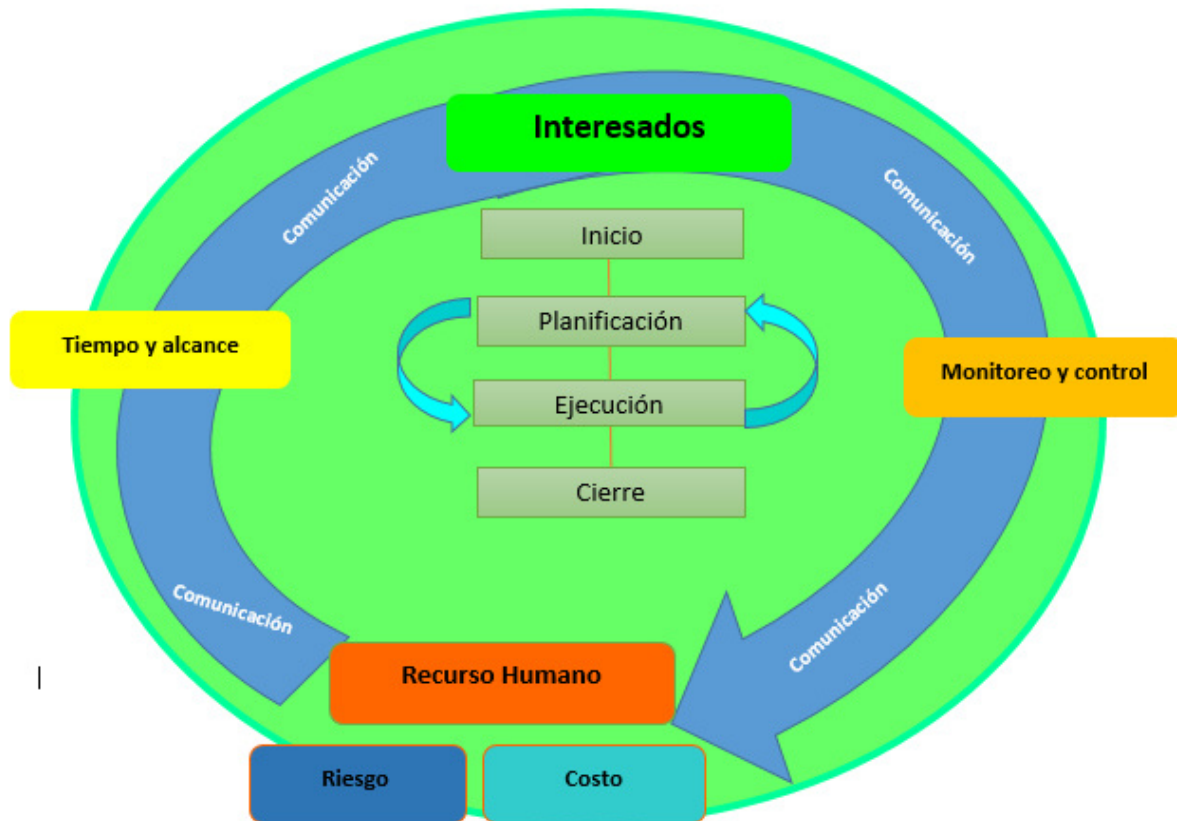 Interesados
Comunicación
Comunicación
Inicio
Planificación
Tiempo y alcance
Monitoreo y control
Ejecución
Cierre
Comunicación
Comunicación
Recurso Humano
Riesgo
Costo